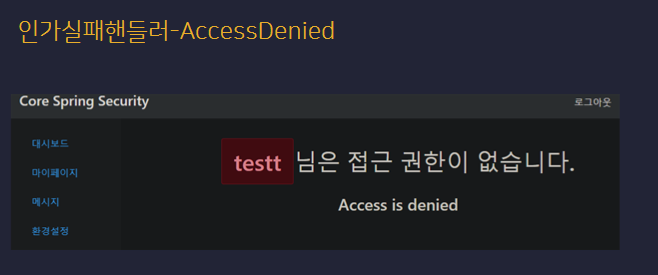 인가실패핸들러-AccessDenied
Core Spring Security
로그아웃
대시보드
마이페이지
메시지
환경설정
testt 님은 접근 권한이 없습니다.
Access is denied